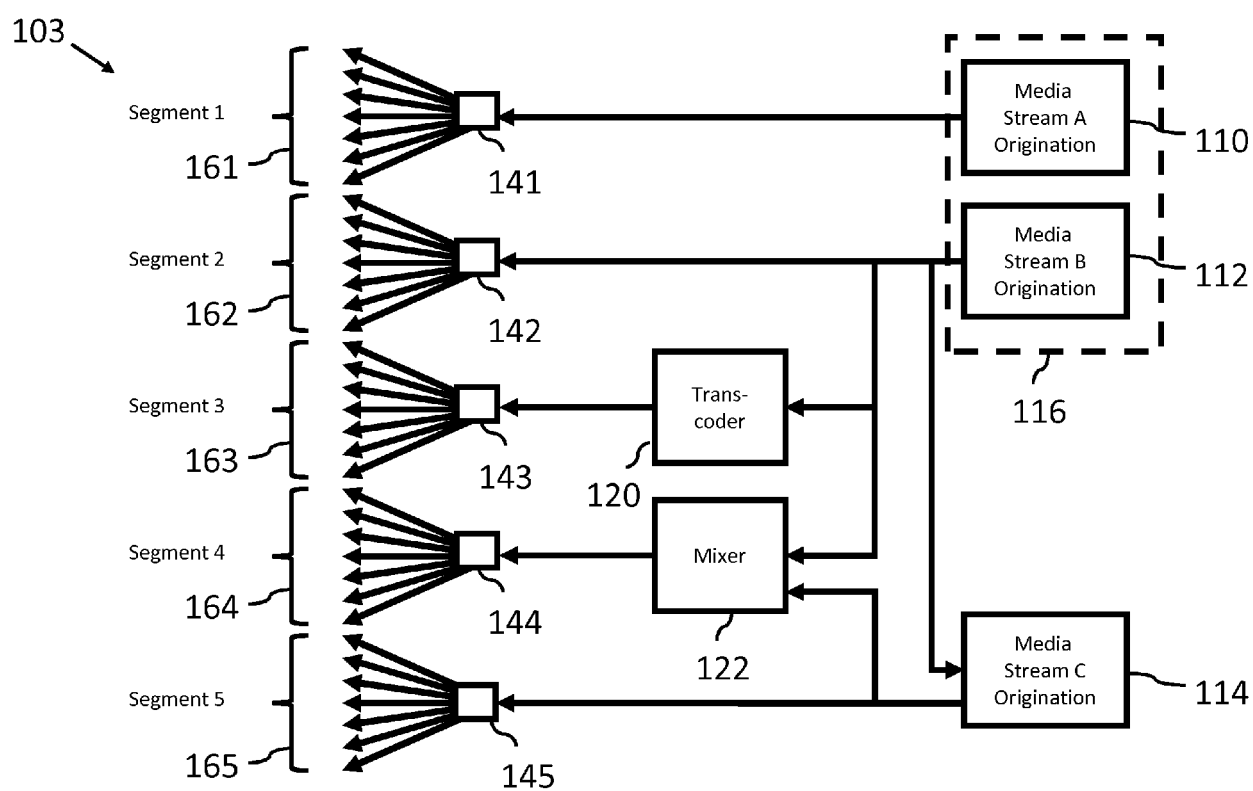 103
Segment 1
161
141
Media
Stream A
Origination
110
Segment 2
162
142
Media
Stream B
Origination
112
116
Segment 3
163
143
Trans-
coder
120
Segment 4
164
144
Mixer
122
Segment 5
165
145
Media
Stream C
Origination
114